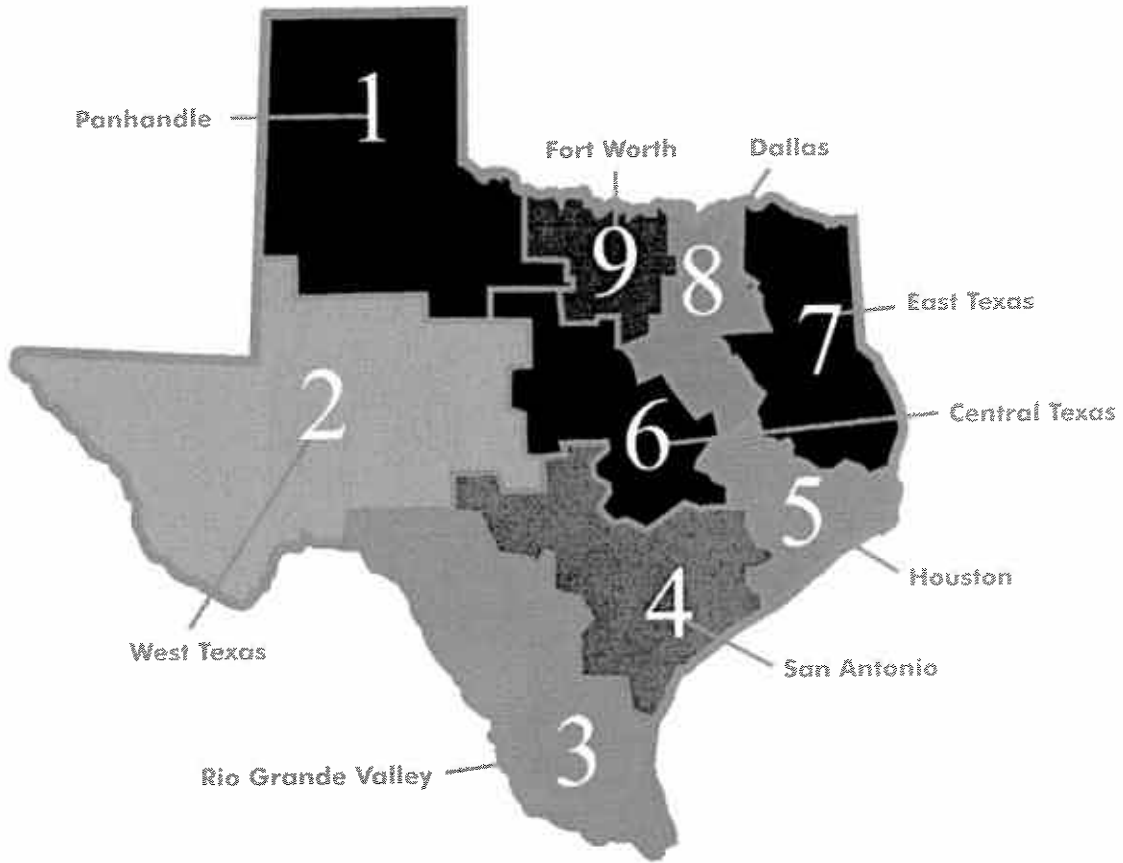 1
Panhandle
Fort Worth
Dallas
9
8
East Texas
7
2
Central Texas
6
5
Houston
4
West Texas
San Antonio
3
Rio Grande Valley